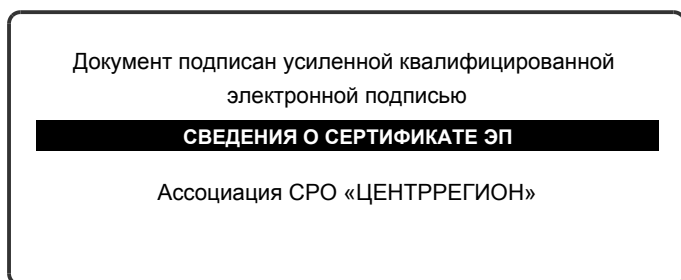 Документ подписан усиленной квалифицированной
электронной подписью
СВЕДЕНИЯ О СЕРТИФИКАТЕ ЭП
Ассоциация СРО «ЦЕНТРРЕГИОН»